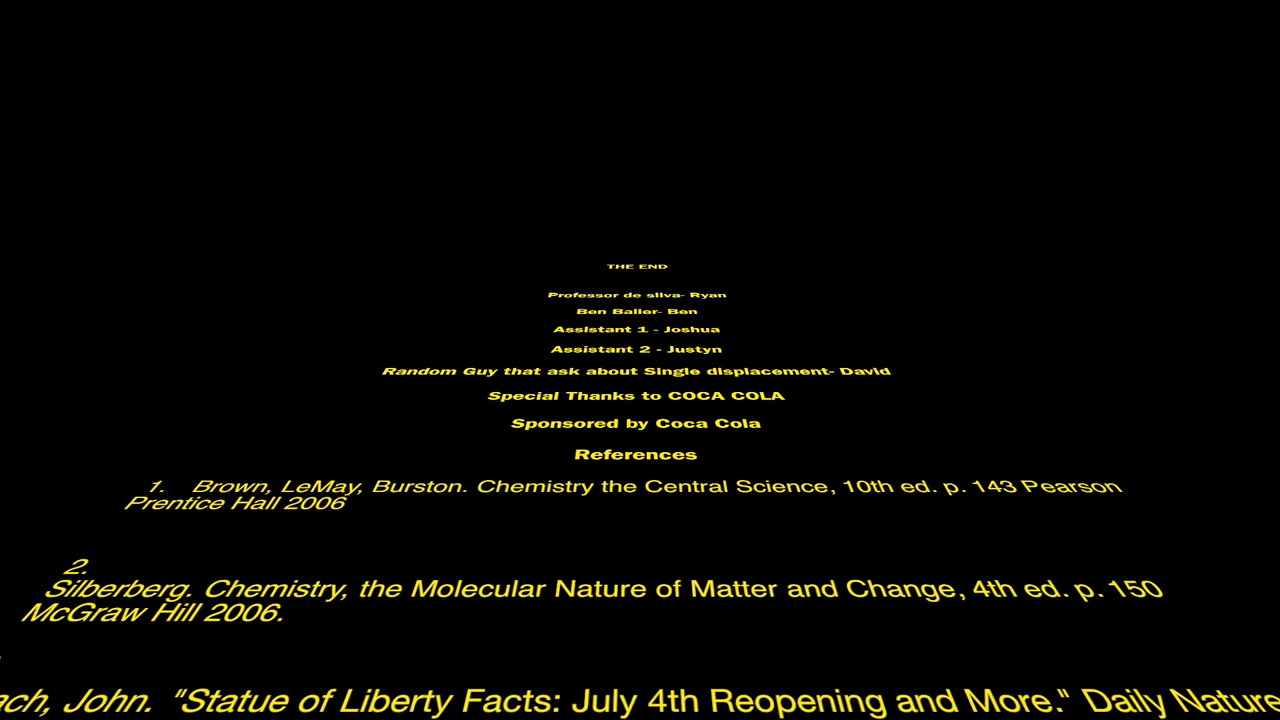 THE END
Professor de silva- Ryan
Ben Baller- Ben
Assistant 1 - Joshua
Assistant 2 - Justyn
Random Guy that ask about Single displacement- David
Special Thanks to COCA COLA
Sponsored by Coca Cola
References
1. Brown, LeMay, Burston. Chemistry the Central Science, 10th ed. p. 143 Pearson
Prentice Hall 2006
2.
Silberberg. Chemistry, the Molecular Nature of Matter and Change, 4th ed. p. 150
McGraw Hill 2006.
John. "Statue of Liberty Facts: July 4th Reopening and More." Daily Nature